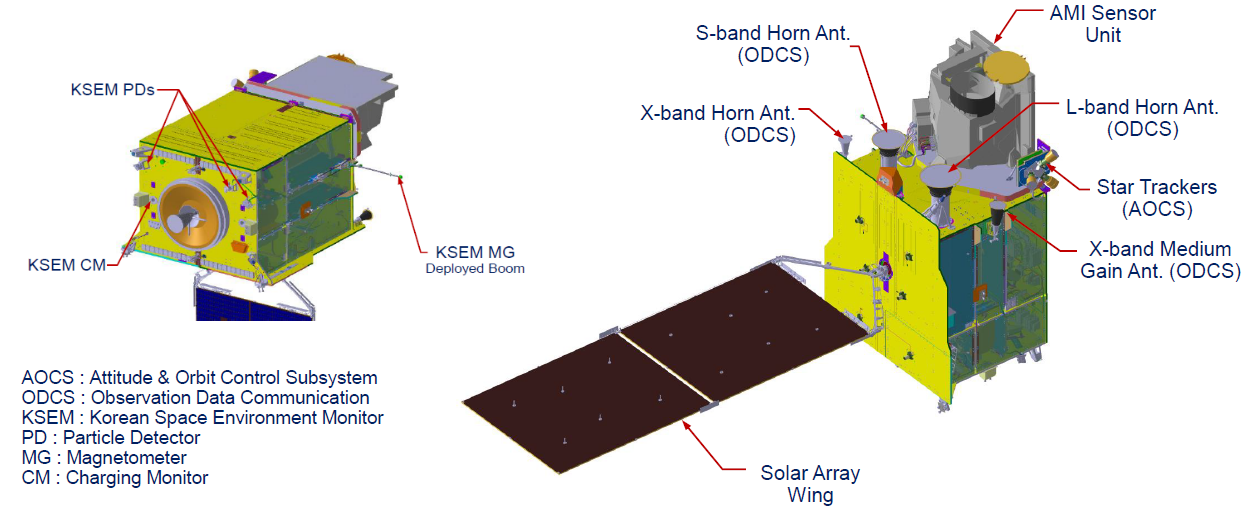 AMI Sensor
Unit
S-band Horn Ant.
(ODCS)
KSEM PDs
X-band Horn Ant.
(ODCS)
L-band Horn Ant.
(ODCS)
Star Trackers
(AOCS)
KSEM MG
Deployed Boom
KSEM CM
X-band Medium
Gain Ant. (ODCS)
AOCS : Attitude & Orbit Control Subsystem
ODCS : Observation Data Communication
KSEM : Korean Space Environment Monitor
PD : Particle Detector
MG : Magnetometer
CM : Charging Monitor
Solar Array
Wing